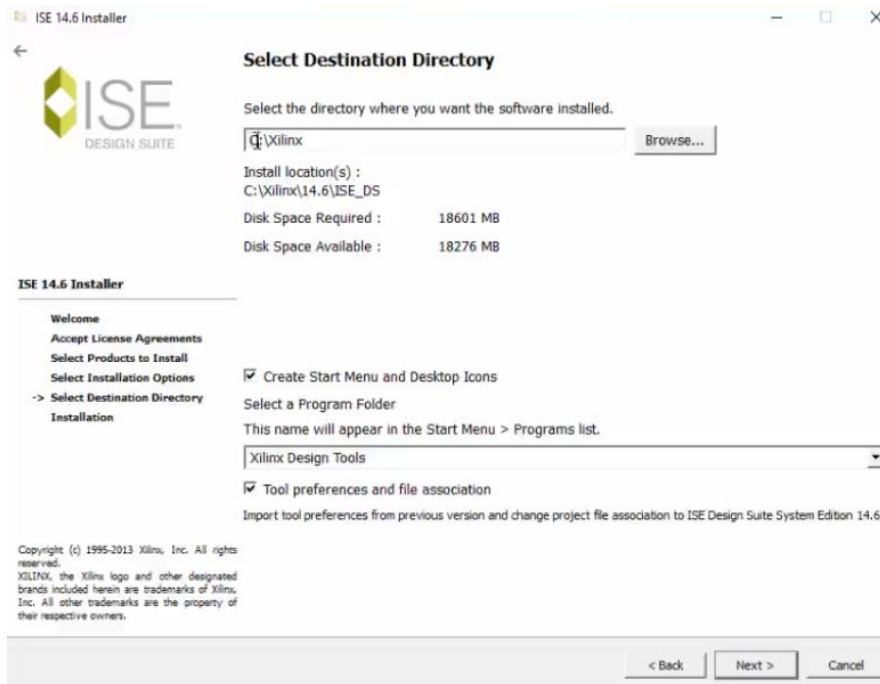 ISE 14.6 Installer
ISE
DESIGN SUITE
Select Destination Directory
Select the directory where you want the software installed.
C:\Xilinx
Browse...
Install location(s) :
C:\Xilinx\14.6\ISE_DS
Disk Space Required : 18601 MB
Disk Space Available : 18276 MB
ISE 14.6 Installer
Welcome
Accept License Agreements
Select Products to Install
Select Installation Options
-> Select Destination Directory
Installation
Create Start Menu and Desktop Icons
Select a Program Folder
This name will appear in the Start Menu > Programs list.
Xilinx Design Tools
Tool preferences and file association
Import tool preferences from previous version and change project file association to ISE Design Suite System Edition 14.6
Copyright (c) 1995-2013 Xilinx, Inc. All rights
reserved.
XILINX, the Xilinx logo and other designated
brands included herein are trademarks of Xilinx,
Inc. All other trademarks are the property of
their respective owners.
< Back
Next >
Cancel